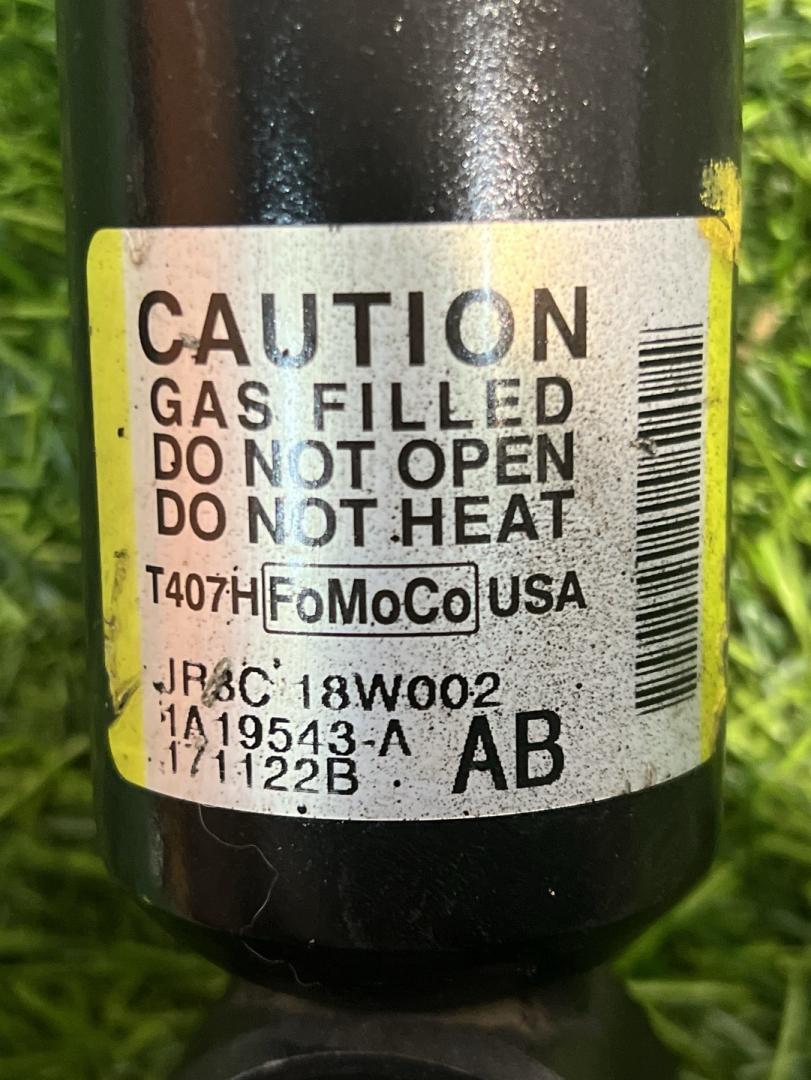 CAUTION
GAS FILLED
DO NOT OPEN
DO NOT HEAT
T407H FoMoCo USA
JR3C 18W002
1A19543-A AB
171122B